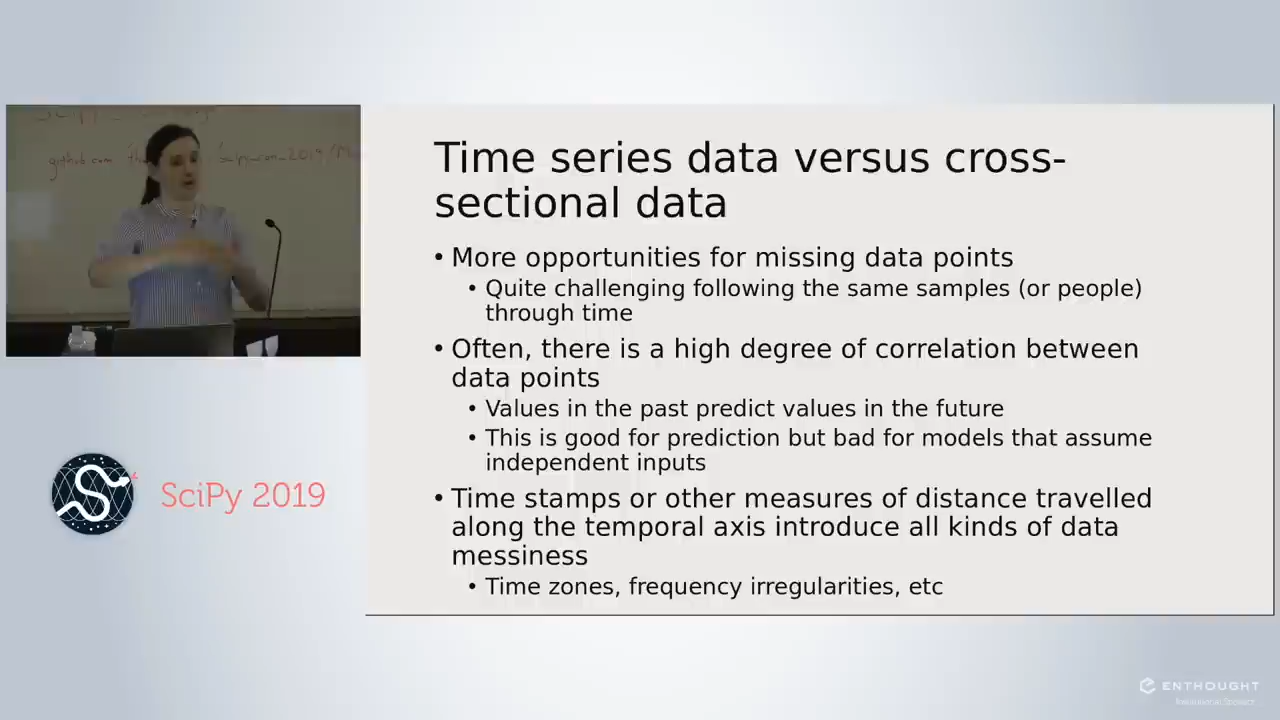 github.com
Time series data versus cross-
sectional data
• More opportunities for missing data points
• Quite challenging following the same samples (or people)
through time
• Often, there is a high degree of correlation between
data points
• Values in the past predict values in the future
• This is good for prediction but bad for models that assume
independent inputs
• Time stamps or other measures of distance travelled
along the temporal axis introduce all kinds of data
messiness
• Time zones, frequency irregularities, etc
SciPy 2019
ENTHOUGHT